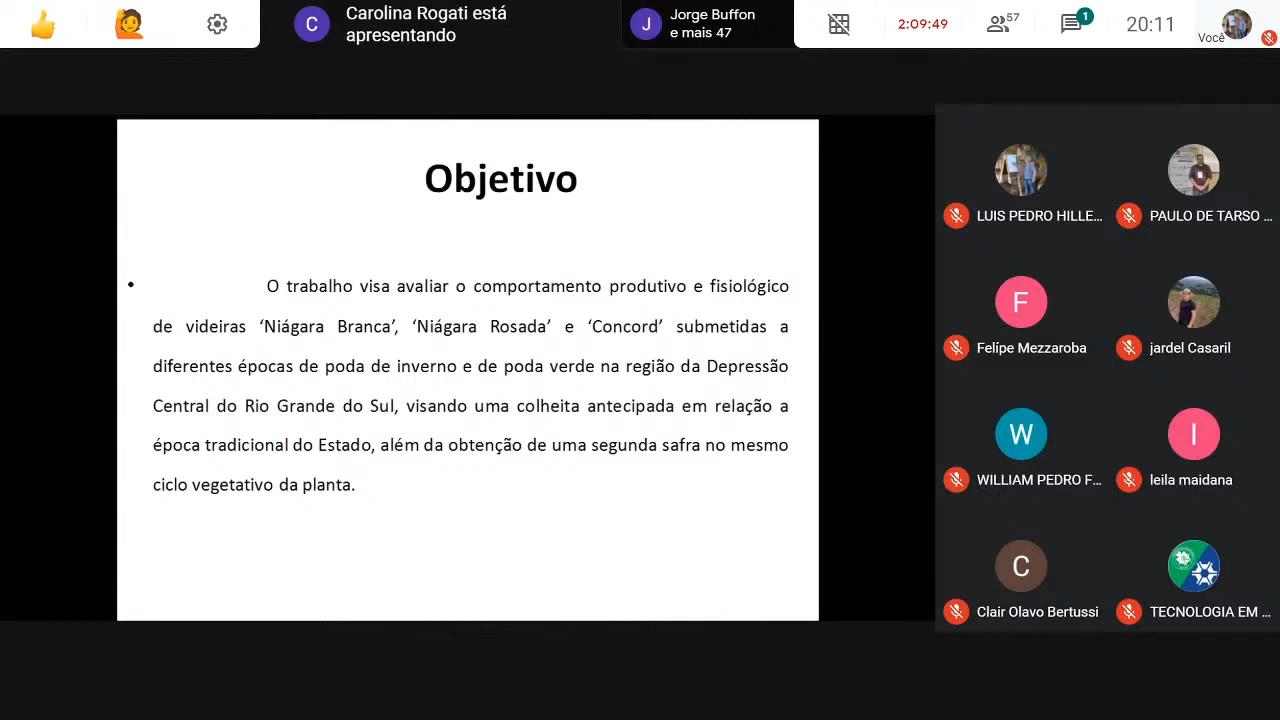 Carolina Rogati está
apresentando
J
Jorge Buffon
e mais 47
C
2:09:49
57
1
20:11
Você
Objetivo
• O trabalho visa avaliar o comportamento produtivo e fisiológico
de videiras ‘Niágara Branca’, ‘Niágara Rosada’ e ‘Concord’ submetidas a
diferentes épocas de poda de inverno e de poda verde na região da Depressão
Central do Rio Grande do Sul, visando uma colheita antecipada em relação a
época tradicional do Estado, além da obtenção de uma segunda safra no mesmo
ciclo vegetativo da planta.
LUIS PEDRO HILLE...
PAULO DE TARSO ...
F
Felípe Mezzaroba
jardel Casaril
W
I
WILLIAM PEDRO F...
leila maidana
C
Clair Olavo Bertussi
TECNOLOGIA EM ...